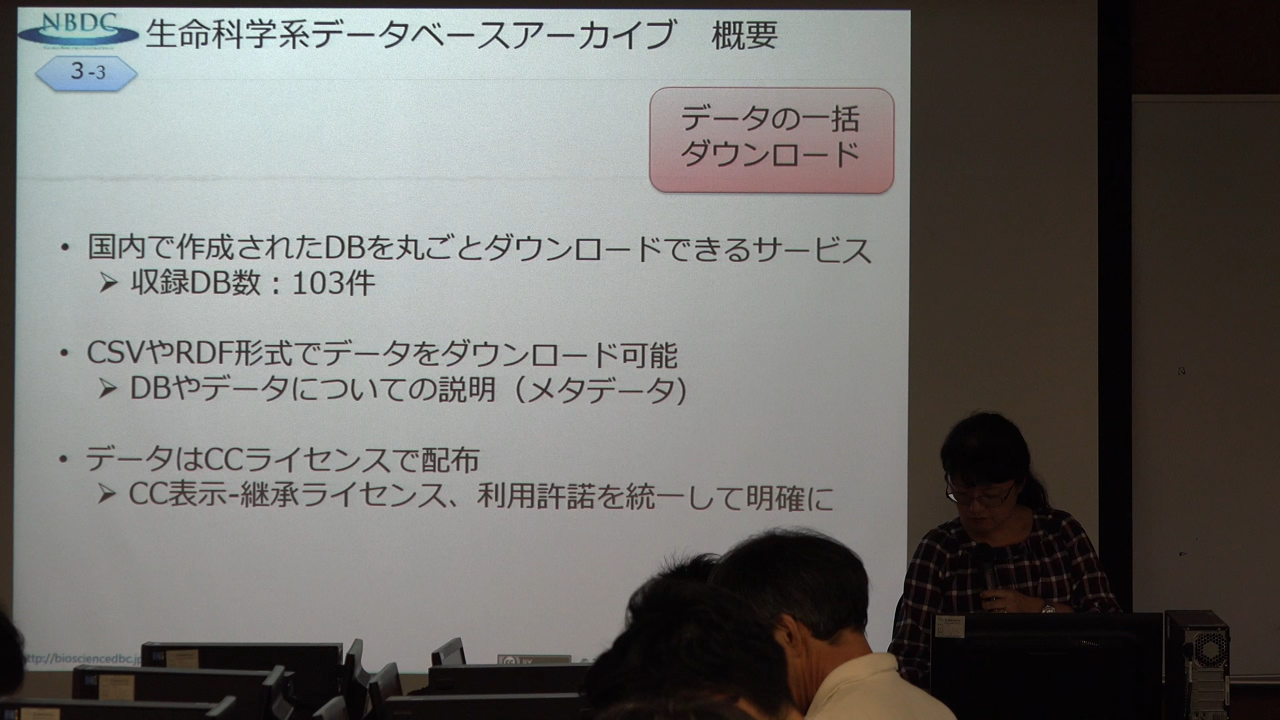 NBDC
生命科学系データベースアーカイブ 概要
3-3
データの一括
ダウンロード
• 国内で作成されたDBを丸ごとダウンロードできるサービス
➤ 収録DB数：103件
• CSVやRDF形式でデータをダウンロード可能
➤ DBやデータについての説明（メタデータ）
• データはCCライセンスで配布
➤ CC表示-継承ライセンス、利用許諾を統一して明確に
http://biosciencedbc.j